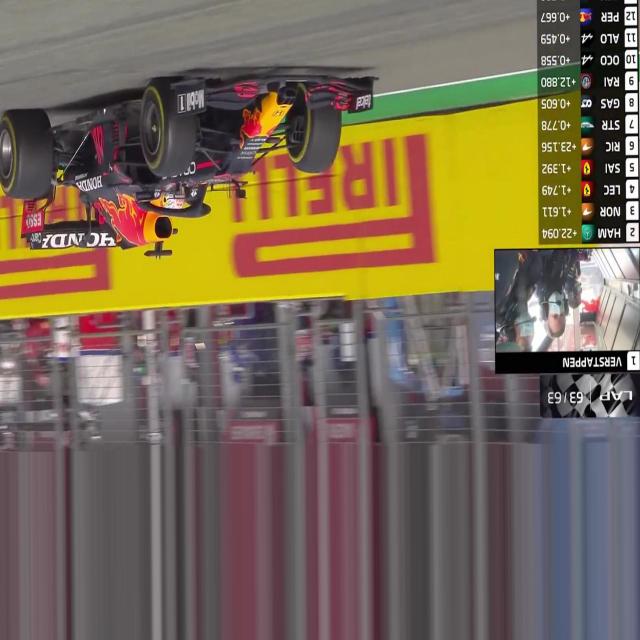 LAP 63/63
1 VERSTAPPEN
2 HAM +22.094
3 NOR +1.611
4 LEC +1.749
5 SAI +1.392
6 RIC +23.156
7 STR +0.778
8 GAS +0.605
9 RAI +12.880
10 OCO +0.558
11 ALO +0.459
12 PER +0.667
PIRELLI
HONDA
HONDA
Mobil 1